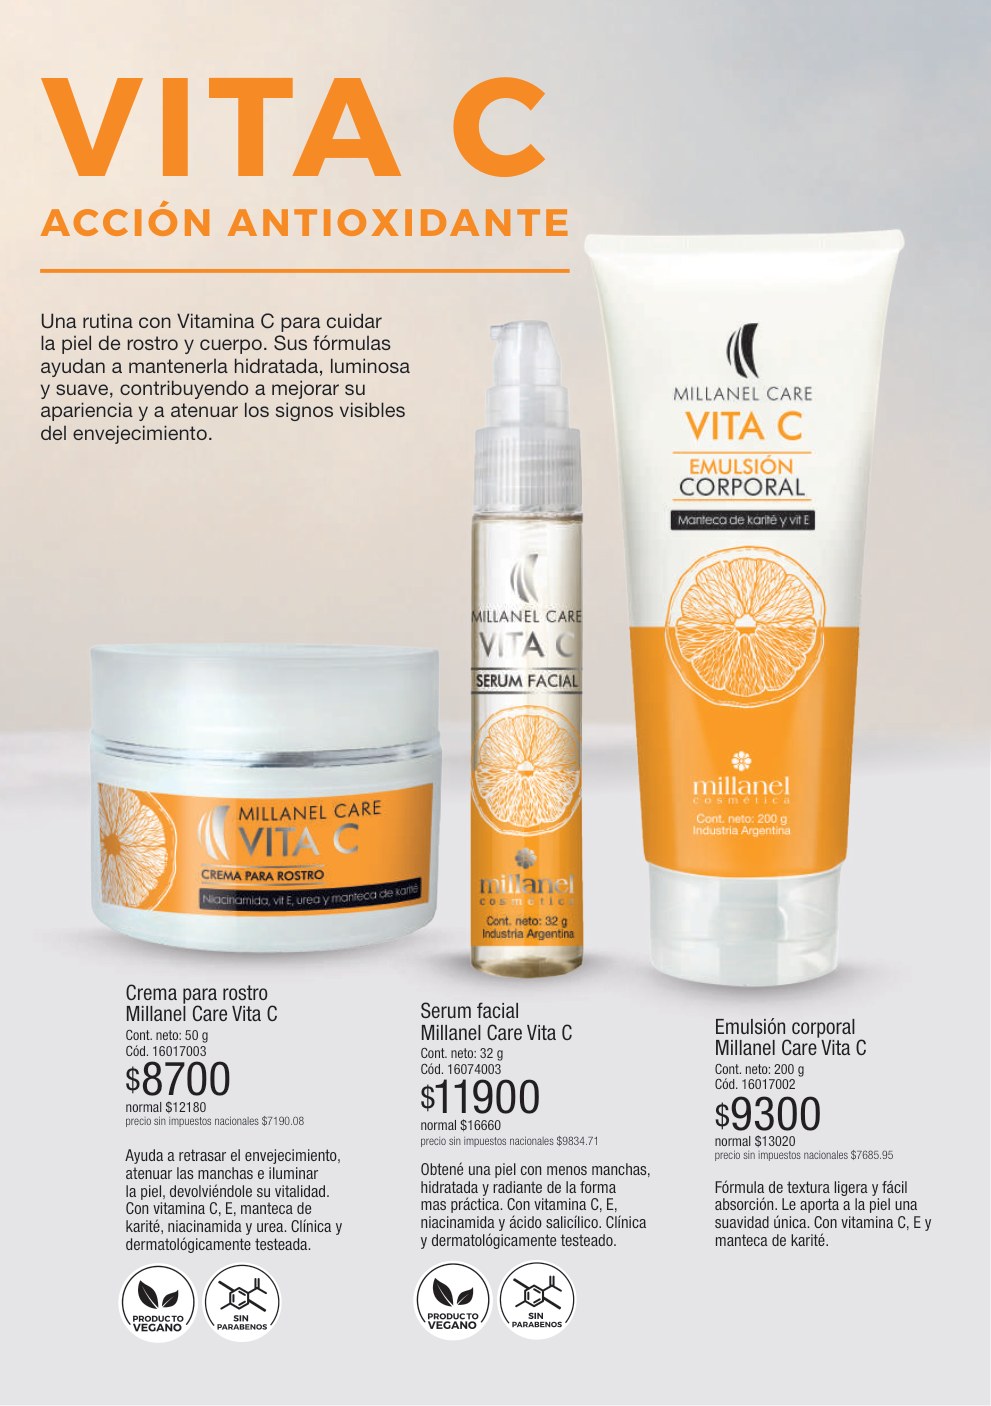 VITA C
ACCIÓN ANTIOXIDANTE
Una rutina con Vitamina C para cuidar
la piel de rostro y cuerpo. Sus fórmulas
ayudan a mantenerla hidratada, luminosa
y suave, contribuyendo a mejorar su
apariencia y a atenuar los signos visibles
del envejecimiento.
MILLANEL CARE
VITA C
CREMA PARA ROSTRO
Niacinamida, vit E, urea y manteca de karité
MILLANEL CARE
VITA C
SERUM FACIAL
millanel
cosmética
Cont. neto: 32 g
Industria Argentina
MILLANEL CARE
VITA C
EMULSIÓN
CORPORAL
Manteca de karité y vit E
millanel
cosmética
Cont. neto: 200 g
Industria Argentina
Crema para rostro
Millanel Care Vita C
Cont. neto: 50 g
Cód. 16017003
$8700
normal $12180
precio sin impuestos nacionales $7190.08
Ayuda a retrasar el envejecimiento,
atenuar las manchas e iluminar
la piel, devolviéndole su vitalidad.
Con vitamina C, E, manteca de
karité, niacinamida y urea. Clínica y
dermatológicamente testeada.
PRODUCTO
VEGANO
SIN
PARABENOS
Serum facial
Millanel Care Vita C
Cont. neto: 32 g
Cód. 16074003
$11900
normal $16660
precio sin impuestos nacionales $9834.71
Obtené una piel con menos manchas,
hidratada y radiante de la forma
mas práctica. Con vitamina C, E,
niacinamida y ácido salicílico. Clínica
y dermatológicamente testeado.
PRODUCTO
VEGANO
SIN
PARABENOS
Emulsión corporal
Millanel Care Vita C
Cont. neto: 200 g
Cód. 16017002
$9300
normal $13020
precio sin impuestos nacionales $7685.95
Fórmula de textura ligera y fácil
absorción. Le aporta a la piel una
suavidad única. Con vitamina C, E y
manteca de karité.